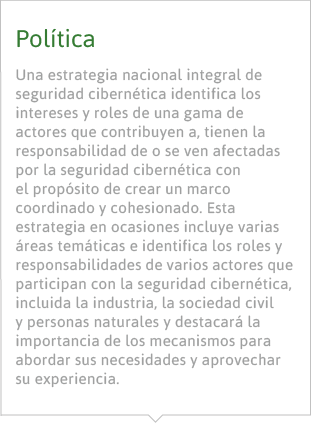 Política
Una estrategia nacional integral de
seguridad cibernética identifica los
intereses y roles de una gama de
actores que contribuyen a, tienen la
responsabilidad de o se ven afectadas
por la seguridad cibernética con
el propósito de crear un marco
coordinado y cohesionado. Esta
estrategia en ocasiones incluye varias
áreas temáticas e identifica los roles y
responsabilidades de varios actores que
participan con la seguridad cibernética,
incluida la industria, la sociedad civil
y personas naturales y destacará la
importancia de los mecanismos para
abordar sus necesidades y aprovechar
su experiencia.